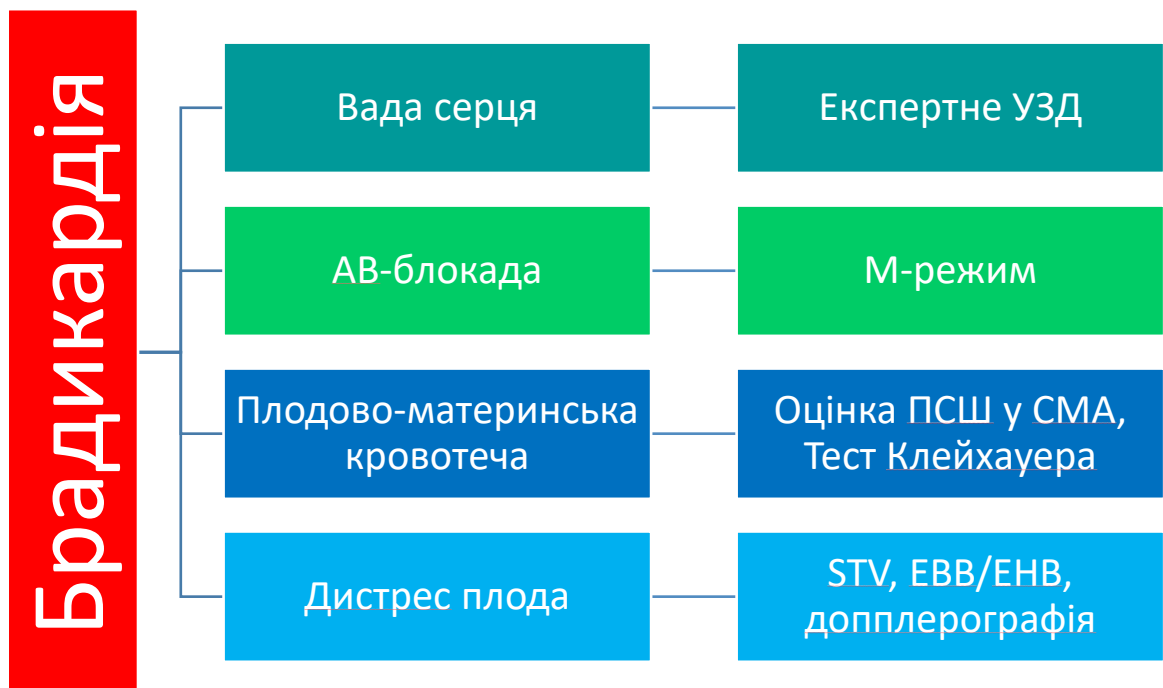 Брадикардія
Вада серця
Експертне УЗД
АВ-блокада
М-режим
Плодово-материнська
кровотеча
Оцінка ПСШ у СМА,
Тест Клейхауера
Дистрес плода
STV, ЕВВ/ЕНВ,
допплерографія